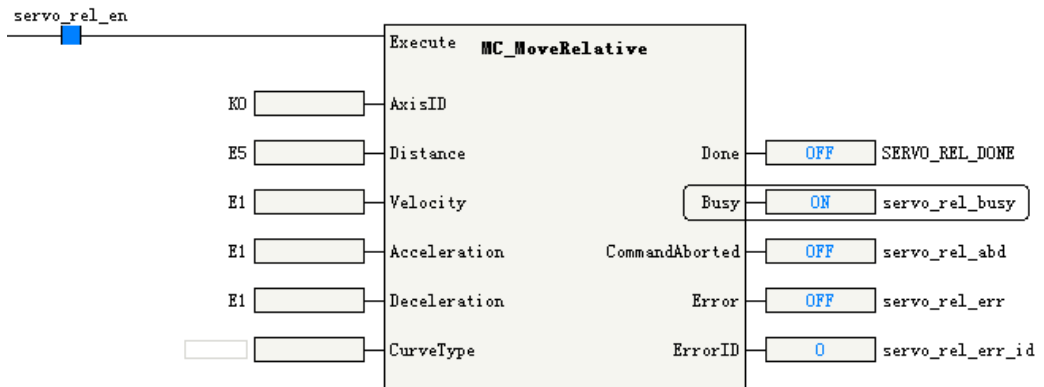 servo_rel_en
Execute MC_MoveRelative
K0 AxisID
E5 Distance Done OFF SERVO_REL_DONE
E1 Velocity Busy ON servo_rel_busy
E1 Acceleration CommandAborted OFF servo_rel_abd
E1 Deceleration Error OFF servo_rel_err
CurveType ErrorID 0 servo_rel_err_id